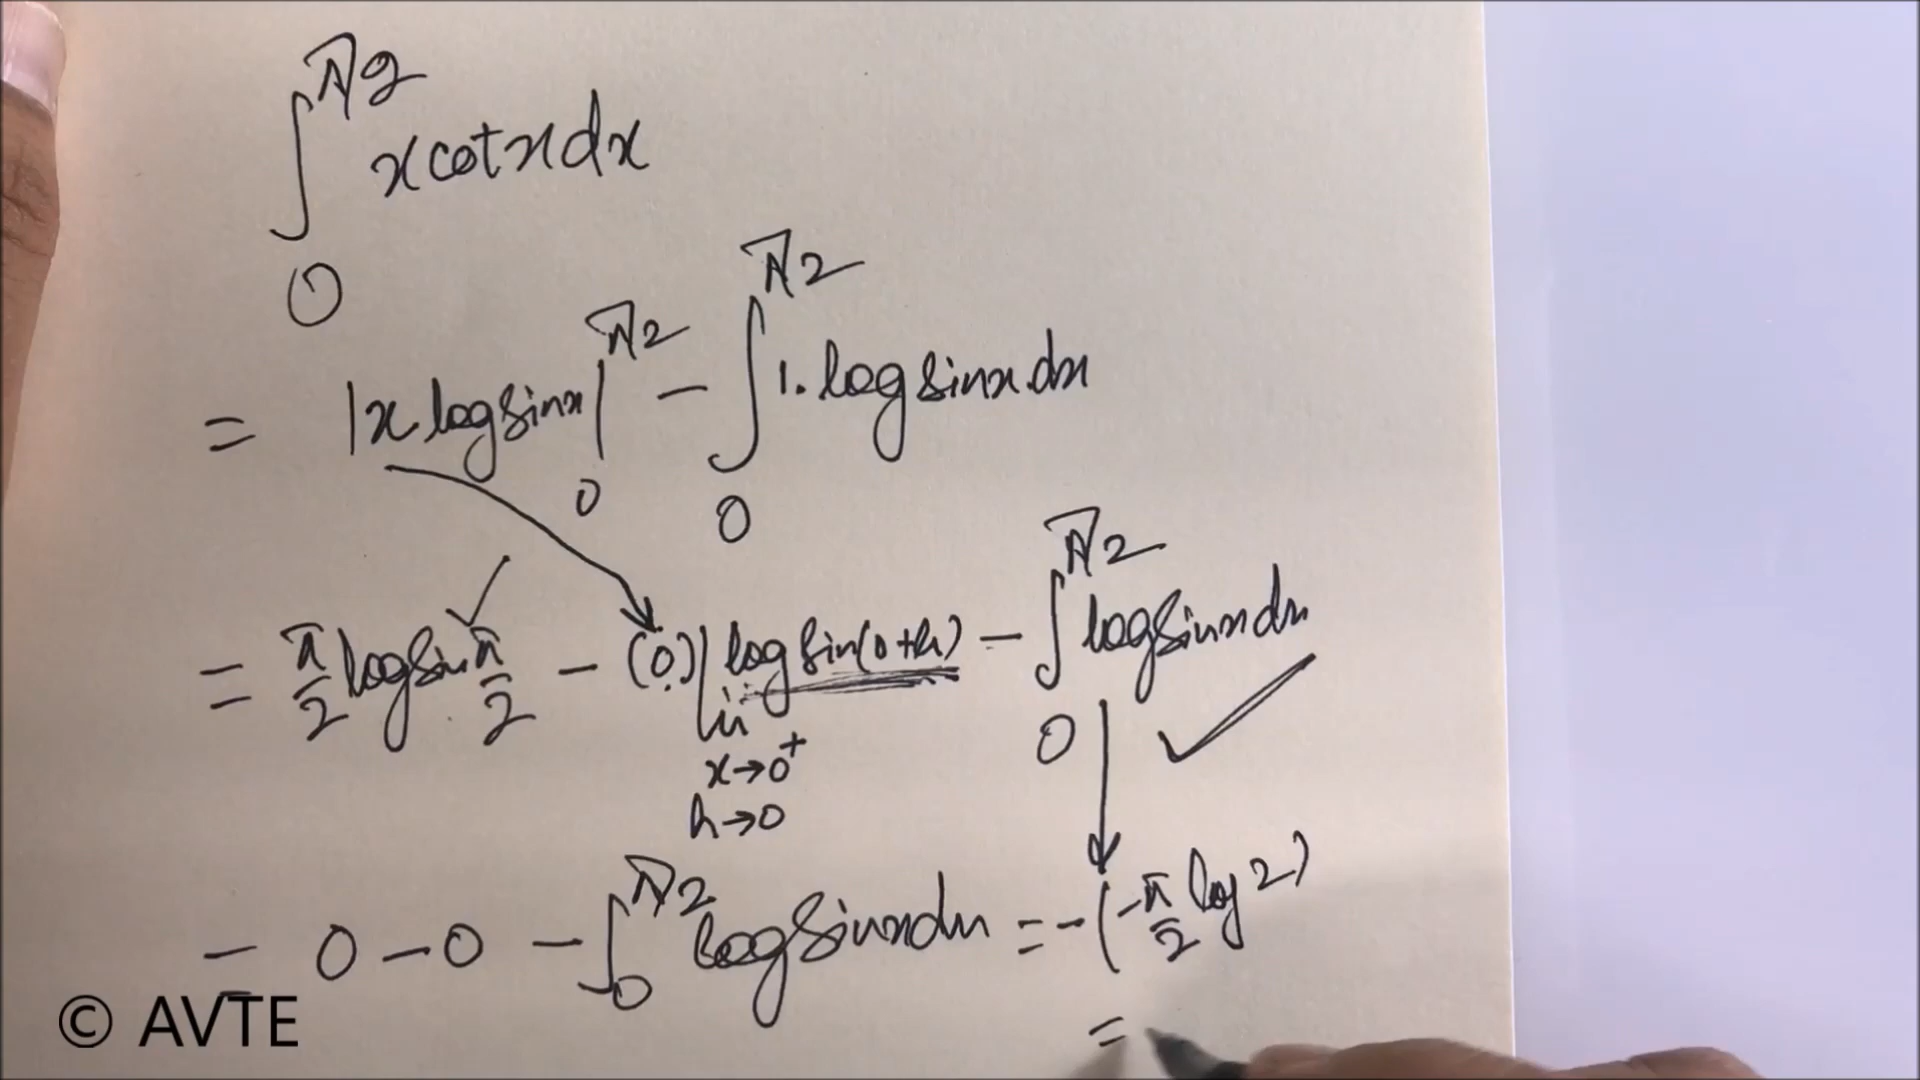 ∫₀^{π/2} x cot x dx
= |x log sin x|₀^{π/2} − ∫₀^{π/2} 1. log sin x . dx
= π/2 log sin π/2 − (0) | log sin(0+h) − ∫₀^{π/2} log sin x dx
x→0⁺
h→0
= 0 − 0 − ∫₀^{π/2} log sin x dx = −(−π/2 log 2)
=
© AVTE